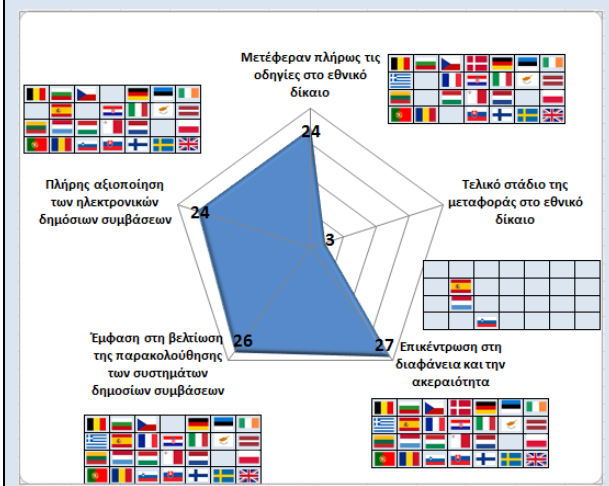 Μετέφεραν πλήρως τις
οδηγίες στο εθνικό
δίκαιο
24
Πλήρης αξιοποίηση
των ηλεκτρονικών
δημόσιων συμβάσεων
24
Τελικό στάδιο της
μεταφοράς στο εθνικό
δίκαιο
3
Έμφαση στη βελτίωση
της παρακολούθησης
των συστημάτων
δημοσίων συμβάσεων
26
27
Επικέντρωση στη
διαφάνεια και την
ακεραιότητα